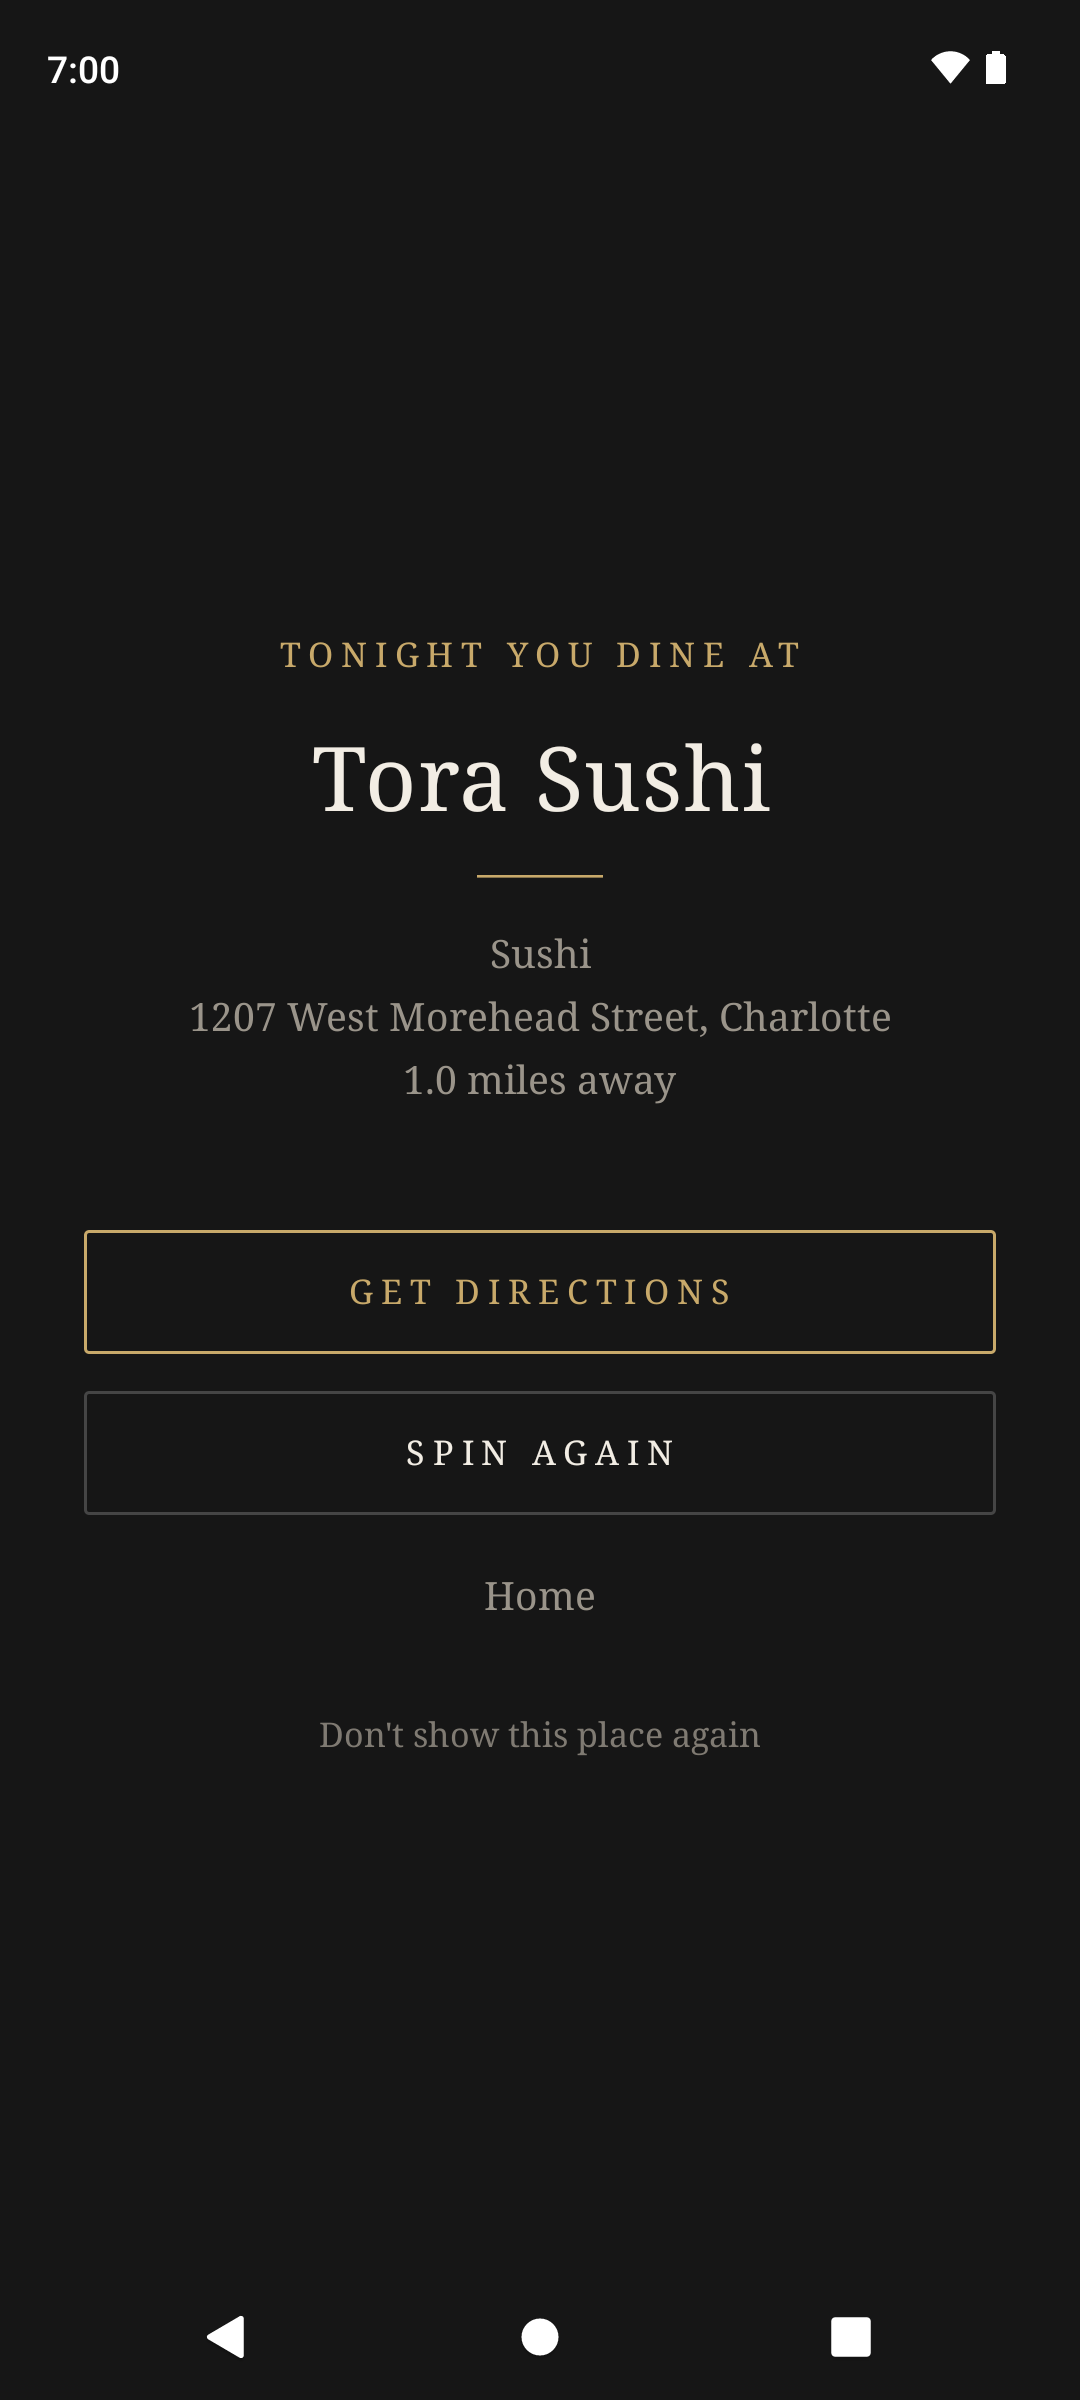 7:00
TONIGHT YOU DINE AT
Tora Sushi
Sushi
1207 West Morehead Street, Charlotte
1.0 miles away
GET DIRECTIONS
SPIN AGAIN
Home
Don't show this place again